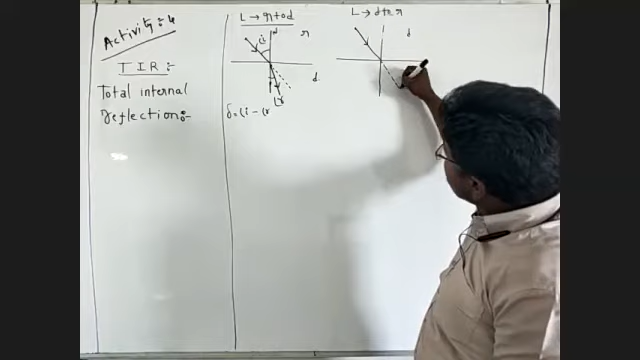 Activity:- 4
TIR:-
Total internal
Reflection:-
L → r to d
i
r
d
∠r
δ = ∠i - ∠r
L → d to r
d